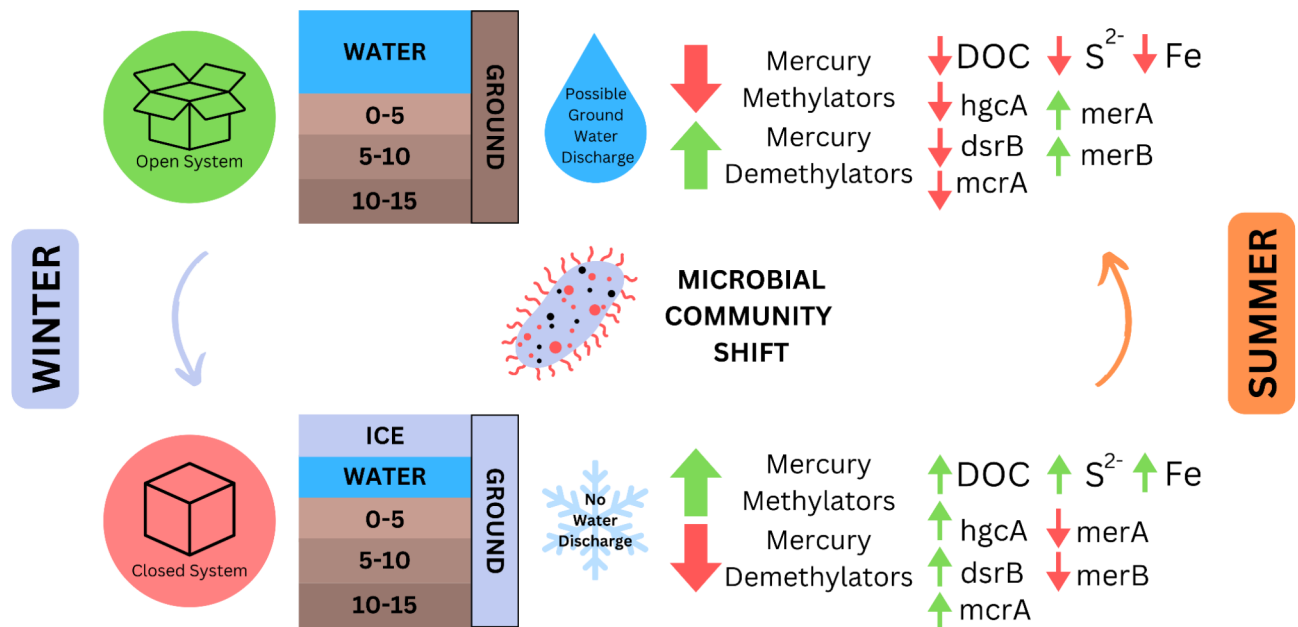 Open System
WATER
0-5
5-10
10-15
GROUND
Possible
Ground
Water
Discharge
Mercury
Methylators
Mercury
Demethylators
DOC
S²⁻
Fe
hgcA
merA
dsrB
merB
mcrA
WINTER
MICROBIAL
COMMUNITY
SHIFT
SUMMER
Closed System
ICE
WATER
0-5
5-10
10-15
GROUND
No
Water
Discharge
Mercury
Methylators
Mercury
Demethylators
DOC
S²⁻
Fe
hgcA
merA
dsrB
merB
mcrA